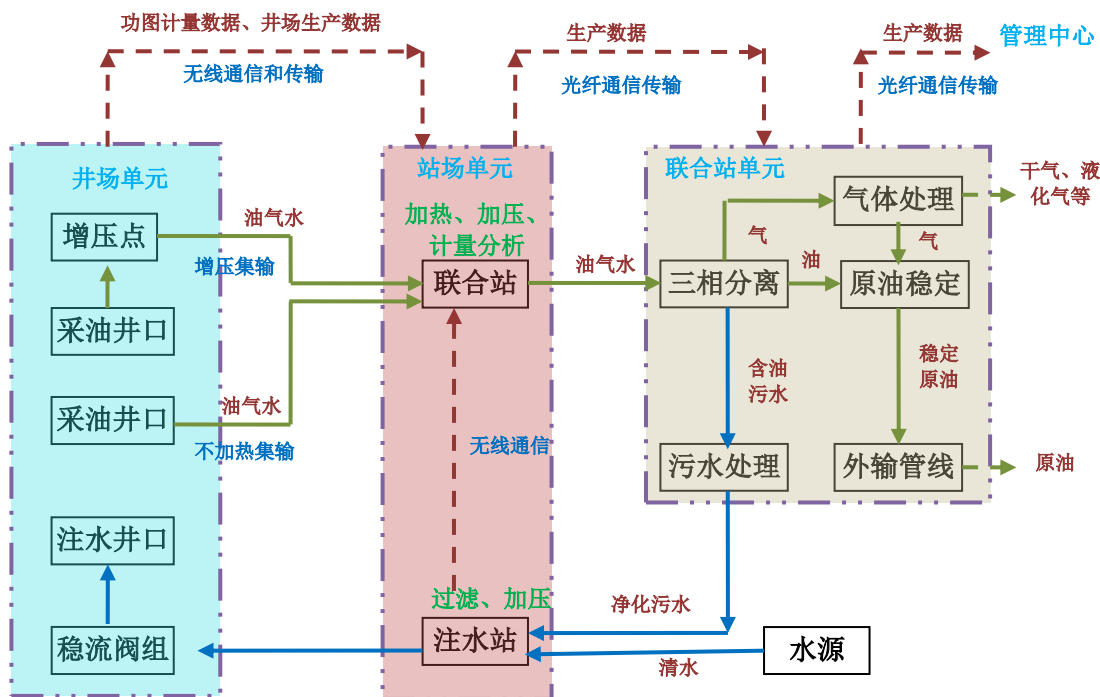 功图计量数据、井场生产数据
无线通信和传输
生产数据
光纤通信传输
生产数据
光纤通信传输
管理中心
井场单元
增压点
采油井口
采油井口
注水井口
稳流阀组
油气水
增压集输
油气水
不加热集输
站场单元
加热、加压、
计量分析
联合站
无线通信
过滤、加压
注水站
油气水
联合站单元
三相分离
气
油
气体处理
气
原油稳定
含油
污水
稳定
原油
污水处理
外输管线
干气、液
化气等
原油
净化污水
清水
水源